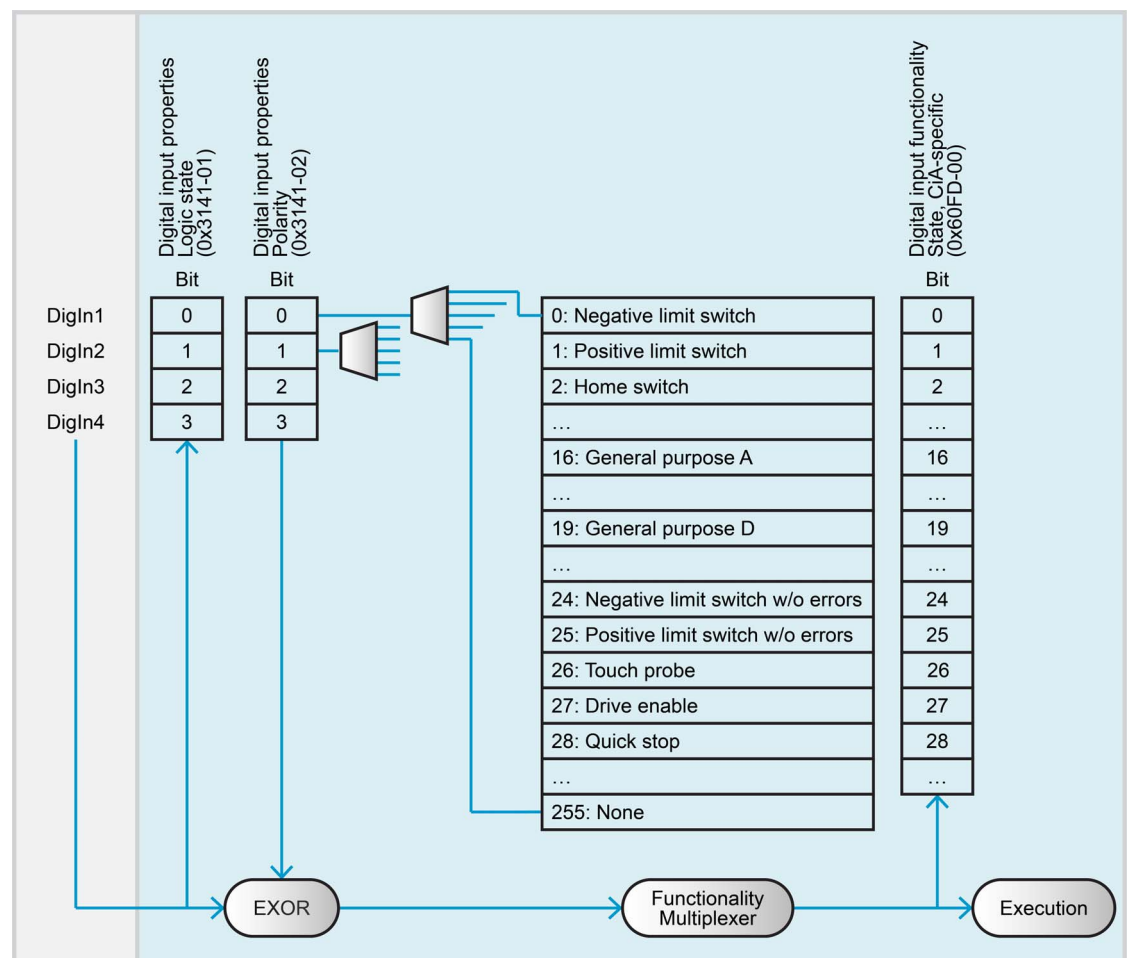 Digital input properties
Logic state
(0x3141-01)
Digital input properties
Polarity
(0x3141-02)
Digital input functionality
State, CiA-specific
(0x60FD-00)
Bit
Bit
Bit
DigIn1
0
0
0: Negative limit switch
0
DigIn2
1
1
1: Positive limit switch
1
DigIn3
2
2
2: Home switch
2
DigIn4
3
3
...
...
16: General purpose A
16
...
...
19: General purpose D
19
...
...
24: Negative limit switch w/o errors
24
25: Positive limit switch w/o errors
25
26: Touch probe
26
27: Drive enable
27
28: Quick stop
28
...
...
255: None
EXOR
Functionality
Multiplexer
Execution